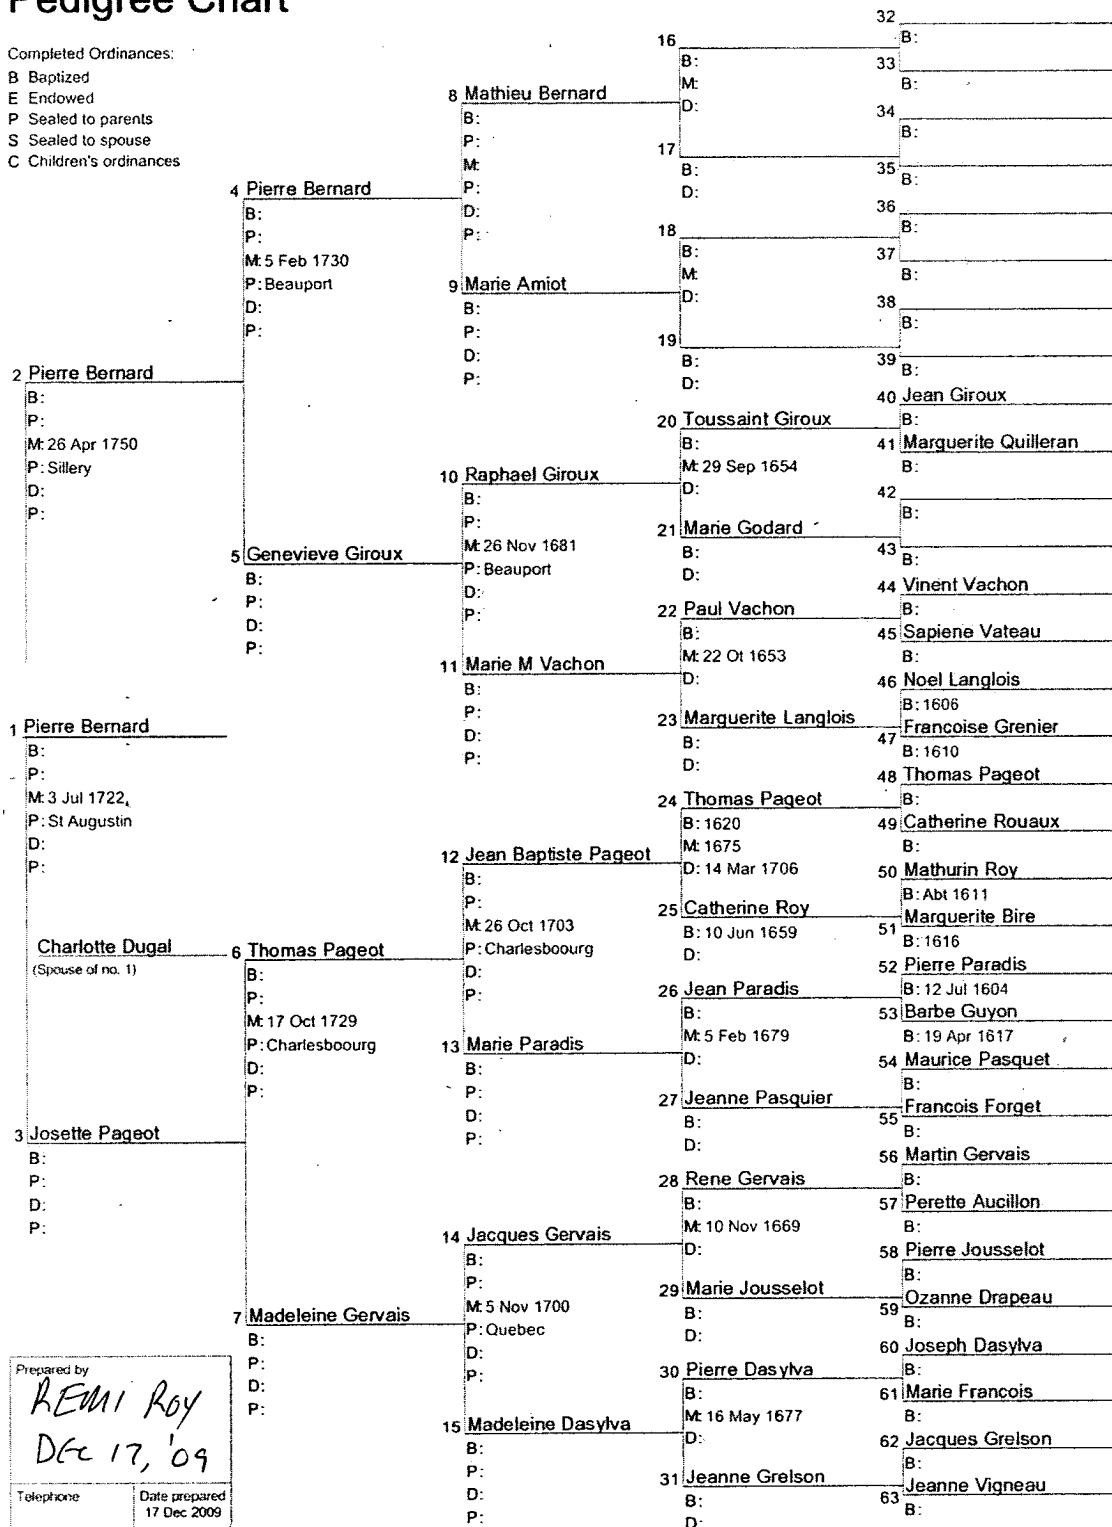 Pedigree Chart
Completed Ordinances:
B Baptized
E Endowed
P Sealed to parents
S Sealed to spouse
C Children's ordinances
1 Pierre Bernard
B:
P:
M: 3 Jul 1722,
P: St Augustin
D:
P:
Charlotte Dugal
(Spouse of no. 1)
2 Pierre Bernard
B:
P:
M: 26 Apr 1750
P: Sillery
D:
P:
3 Josette Pageot
B:
P:
D:
P:
4 Pierre Bernard
B:
P:
M: 5 Feb 1730
P: Beauport
D:
P:
5 Genevieve Giroux
B:
P:
D:
P:
6 Thomas Pageot
B:
P:
M: 17 Oct 1729
P: Charlesboourg
D:
P:
7 Madeleine Gervais
B:
P:
D:
P:
8 Mathieu Bernard
B:
P:
M:
P:
D:
P:
9 Marie Amiot
B:
P:
D:
P:
10 Raphael Giroux
B:
P:
M: 26 Nov 1681
P: Beauport
D:
P:
11 Marie M Vachon
B:
P:
D:
P:
12 Jean Baptiste Pageot
B:
P:
M: 26 Oct 1703
P: Charlesboourg
D:
P:
13 Marie Paradis
B:
P:
D:
P:
14 Jacques Gervais
B:
P:
M: 5 Nov 1700
P: Quebec
D:
P:
15 Madeleine Dasylva
B:
P:
D:
P:
16
B:
M:
D:
17
B:
D:
18
B:
M:
D:
19
B:
D:
20 Toussaint Giroux
B:
M: 29 Sep 1654
D:
21 Marie Godard
B:
D:
22 Paul Vachon
B:
M: 22 Ot 1653
D:
23 Marguerite Langlois
B:
D:
24 Thomas Pageot
B: 1620
M: 1675
D: 14 Mar 1706
25 Catherine Roy
B: 10 Jun 1659
D:
26 Jean Paradis
B:
M: 5 Feb 1679
D:
27 Jeanne Pasquier
B:
D:
28 Rene Gervais
B:
M: 10 Nov 1669
D:
29 Marie Jousselot
B:
D:
30 Pierre Dasylva
B:
M: 16 May 1677
D:
31 Jeanne Grelson
B:
D:
32
B:
33
B:
34
B:
35
B:
36
B:
37
B:
38
B:
39
B:
40 Jean Giroux
B:
41 Marguerite Quilleran
B:
42
B:
43
B:
44 Vinent Vachon
B:
45 Sapiene Vateau
B:
46 Noel Langlois
B: 1606
47 Francoise Grenier
B: 1610
48 Thomas Pageot
B:
49 Catherine Rouaux
B:
50 Mathurin Roy
B: Abt 1611
51 Marguerite Bire
B: 1616
52 Pierre Paradis
B: 12 Jul 1604
53 Barbe Guyon
B: 19 Apr 1617
54 Maurice Pasquet
B:
55 Francois Forget
B:
56 Martin Gervais
B:
57 Perette Aucillon
B:
58 Pierre Jousselot
B:
59 Ozanne Drapeau
B:
60 Joseph Dasylva
B:
61 Marie Francois
B:
62 Jacques Grelson
B:
63 Jeanne Vigneau
B:
Prepared by
REMI ROY
DEC 17, '09
Telephone
Date prepared
17 Dec 2009